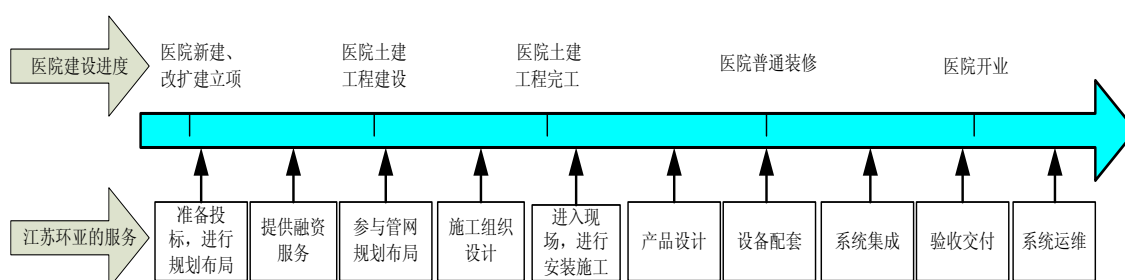 医院建设进度
医院新建、
改扩建立项
医院土建
工程建设
医院土建
工程完工
医院普通装修
医院开业
江苏环亚的服务
准备投
标，进行
规划布局
提供融资
服务
参与管网
规划布局
施工组织
设计
进入现
场，进行
安装施工
产品设计
设备配套
系统集成
验收交付
系统运维